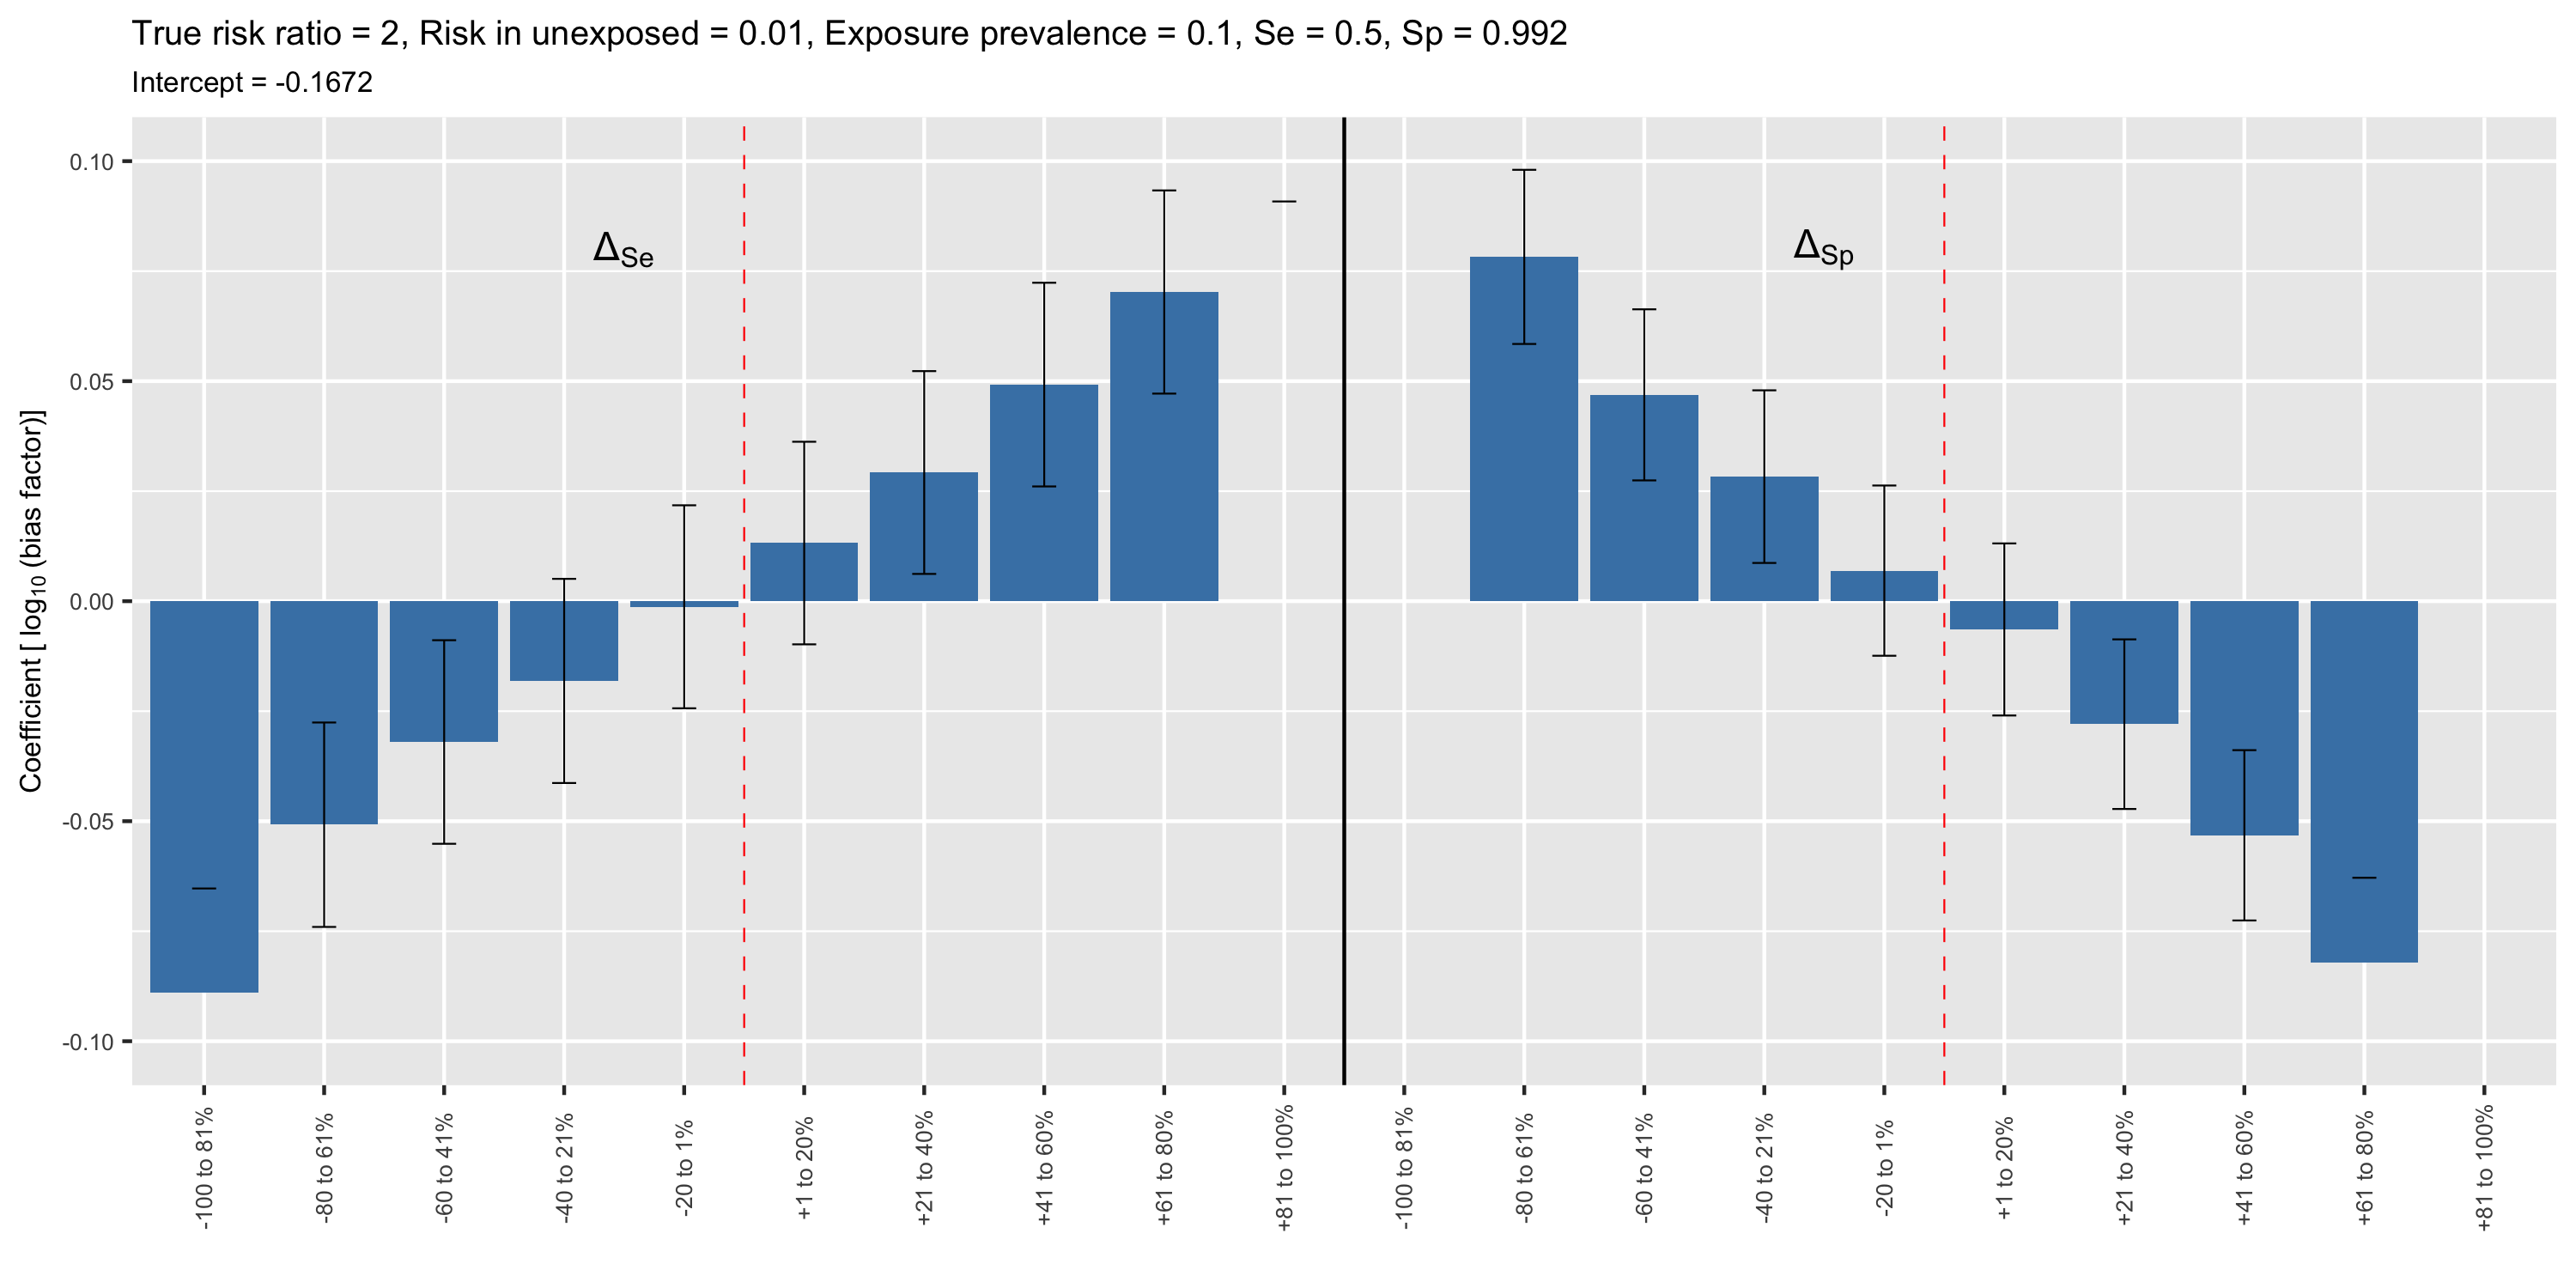 True risk ratio = 2, Risk in unexposed = 0.01, Exposure prevalence = 0.1, Se = 0.5, Sp = 0.992
Intercept = -0.1672
Coefficient [ log10 (bias factor)]
0.10
0.05
0.00
-0.05
-0.10
ΔSe
ΔSp
-100 to 81%
-80 to 61%
-60 to 41%
-40 to 21%
-20 to 1%
+1 to 20%
+21 to 40%
+41 to 60%
+61 to 80%
+81 to 100%
-100 to 81%
-80 to 61%
-60 to 41%
-40 to 21%
-20 to 1%
+1 to 20%
+21 to 40%
+41 to 60%
+61 to 80%
+81 to 100%